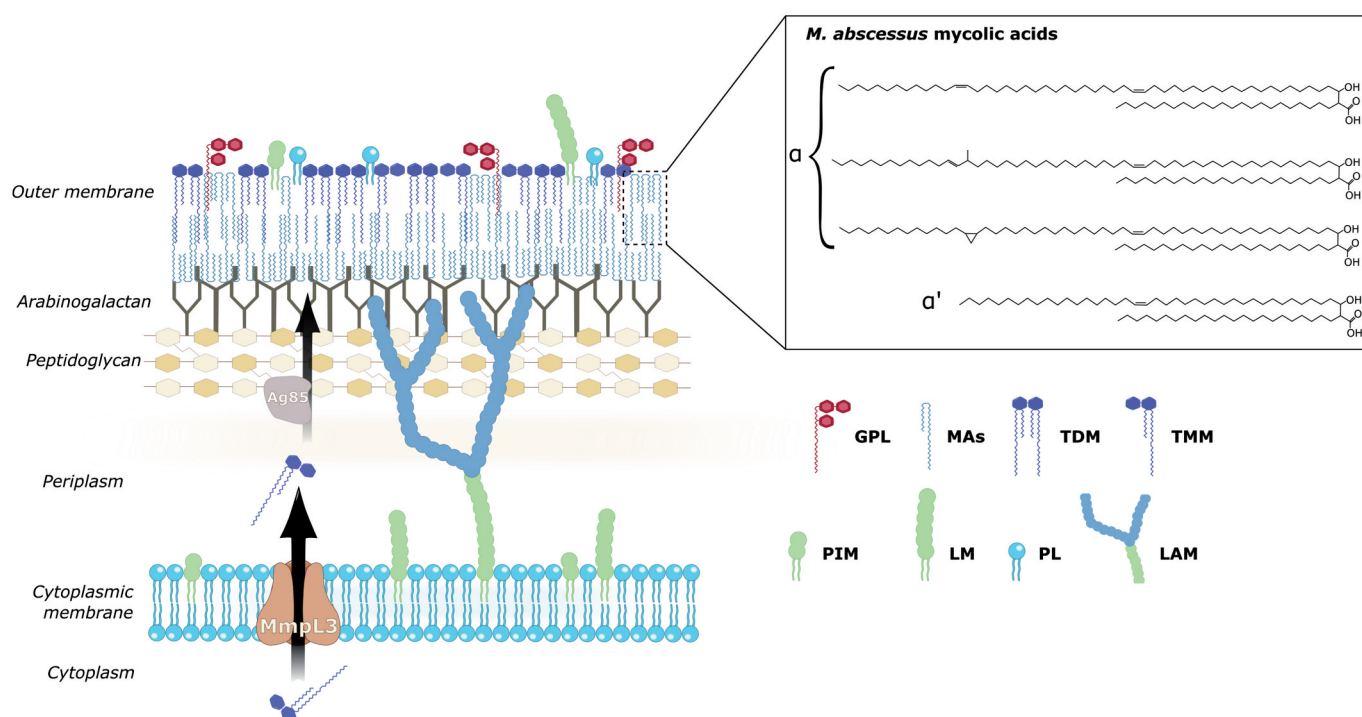 M. abscessus mycolic acids
OH
O
OH
α
OH
O
OH
OH
O
OH
α'
OH
O
OH
Outer membrane
Arabinogalactan
Peptidoglycan
Ag85
Periplasm
Cytoplasmic
membrane
MmpL3
Cytoplasm
GPL
MAs
TDM
TMM
PIM
LM
PL
LAM